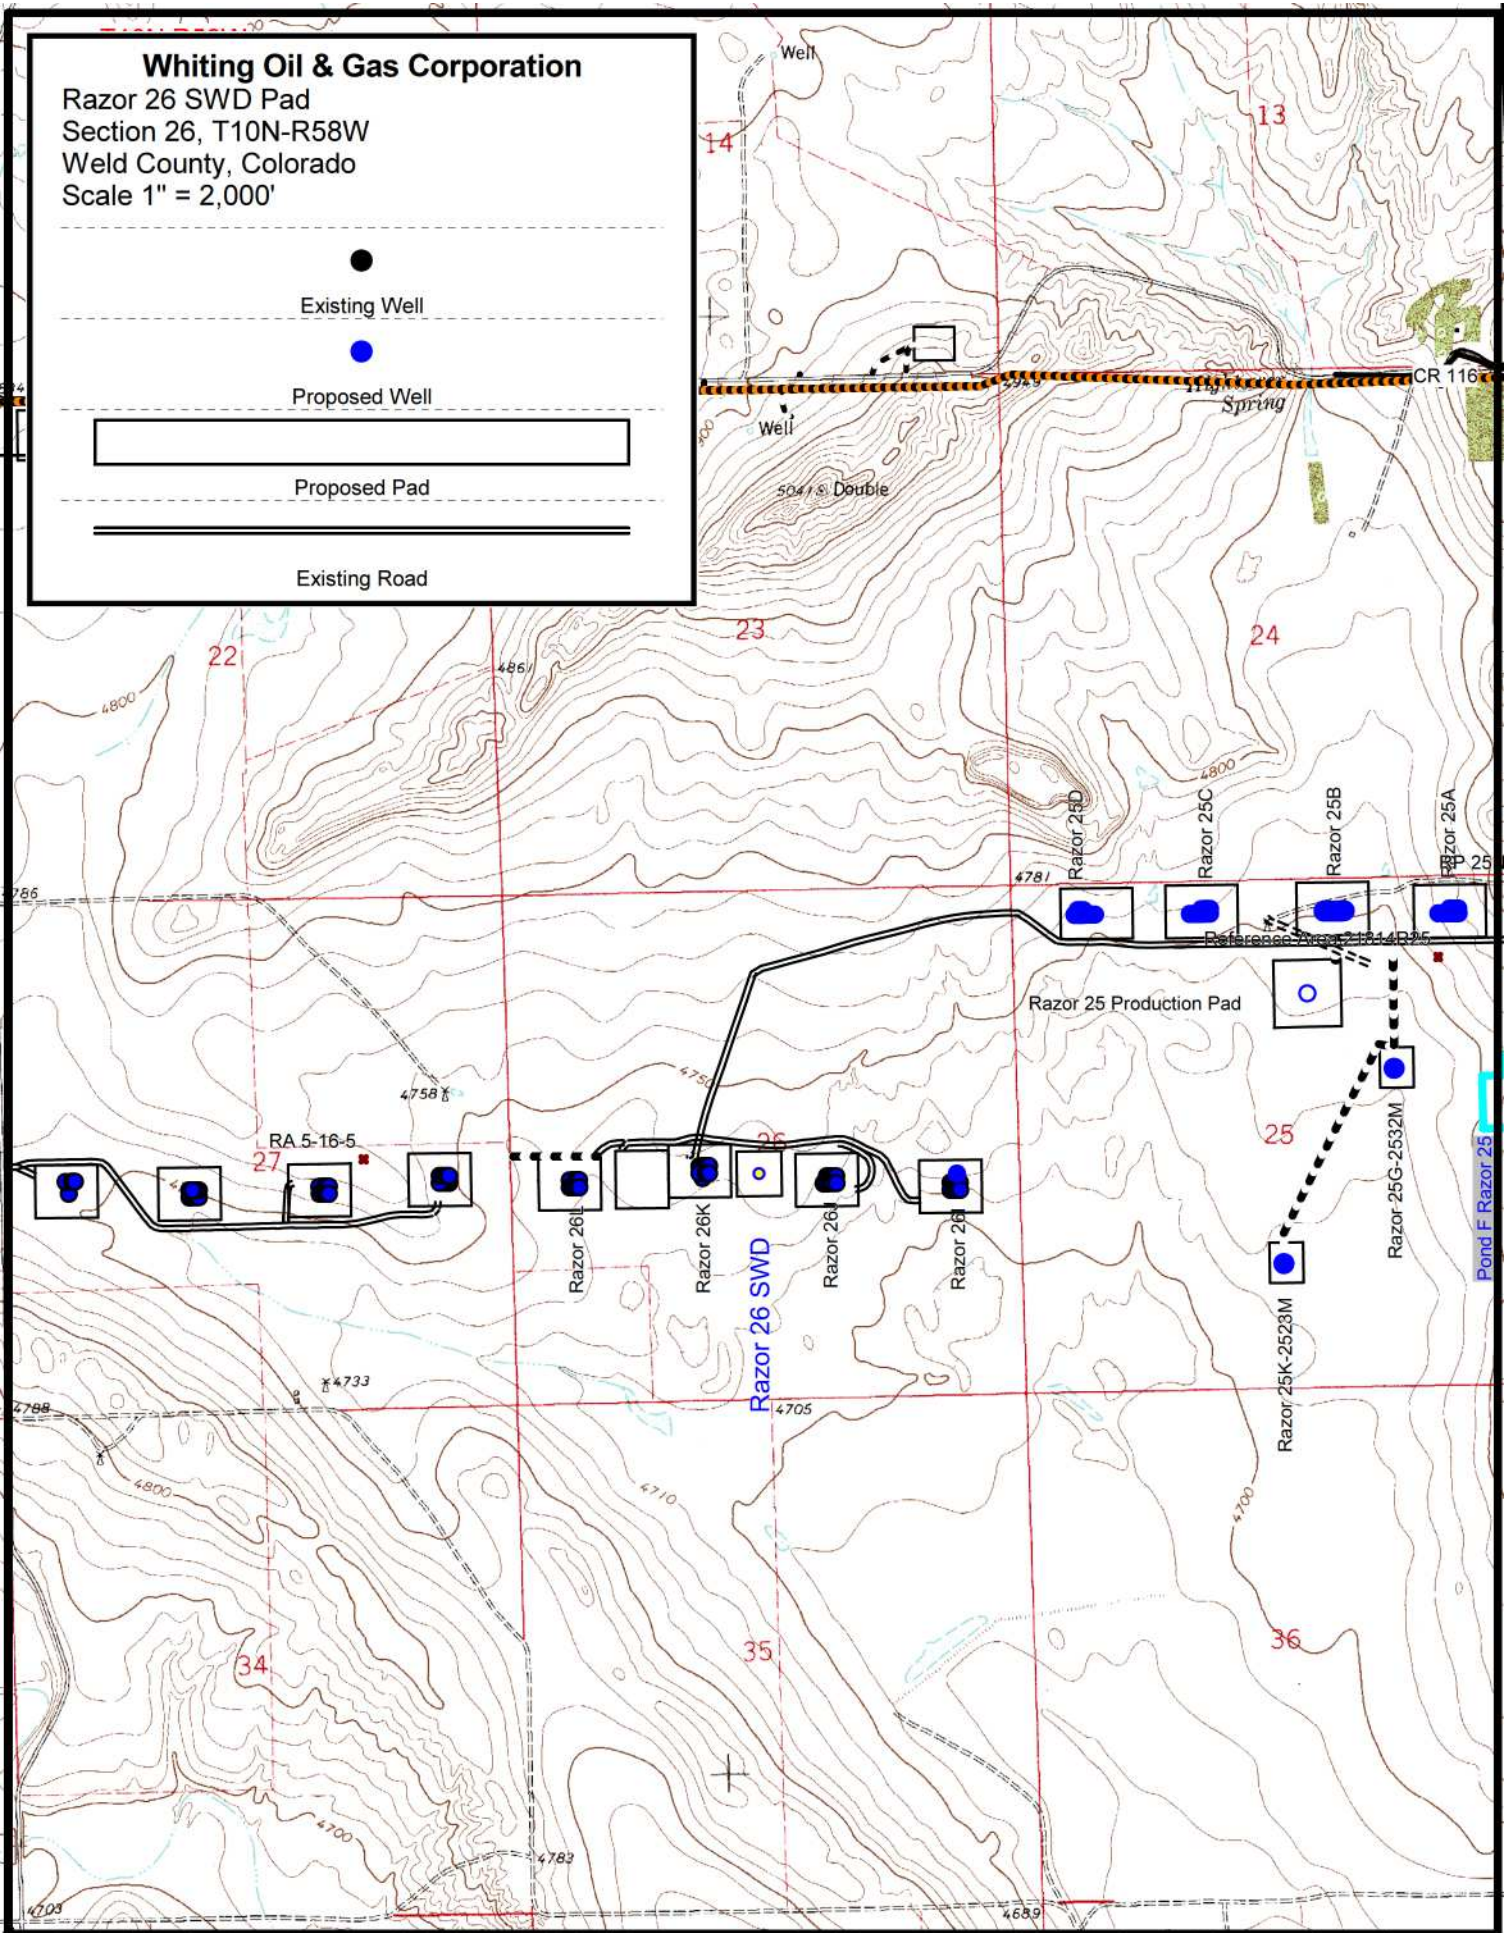 Whiting Oil & Gas Corporation
Razor 26 SWD Pad
Section 26, T10N-R58W
Weld County, Colorado
Scale 1" = 2,000'
Existing Well
Proposed Well
Proposed Pad
Existing Road
Well
14
13
CR 116
4949
Spring
Well
5041 Double
23
24
22
4861
4800
4800
Razor 25D
Razor 25C
Razor 25B
Razor 25A
4781
4786
Reference Area 21814R25
Razor 25 Production Pad
4750
4758
RA 5-16-5
27
26
25
Razor 26L
Razor 26K
Razor 26 SWD
Razor 26J
Razor 26I
Razor 25G-2532M
Razor 25K-2523M
Pond F Razor 25
4733
4788
4705
4800
4710
4700
34
35
36
4700
4783
4703
4689